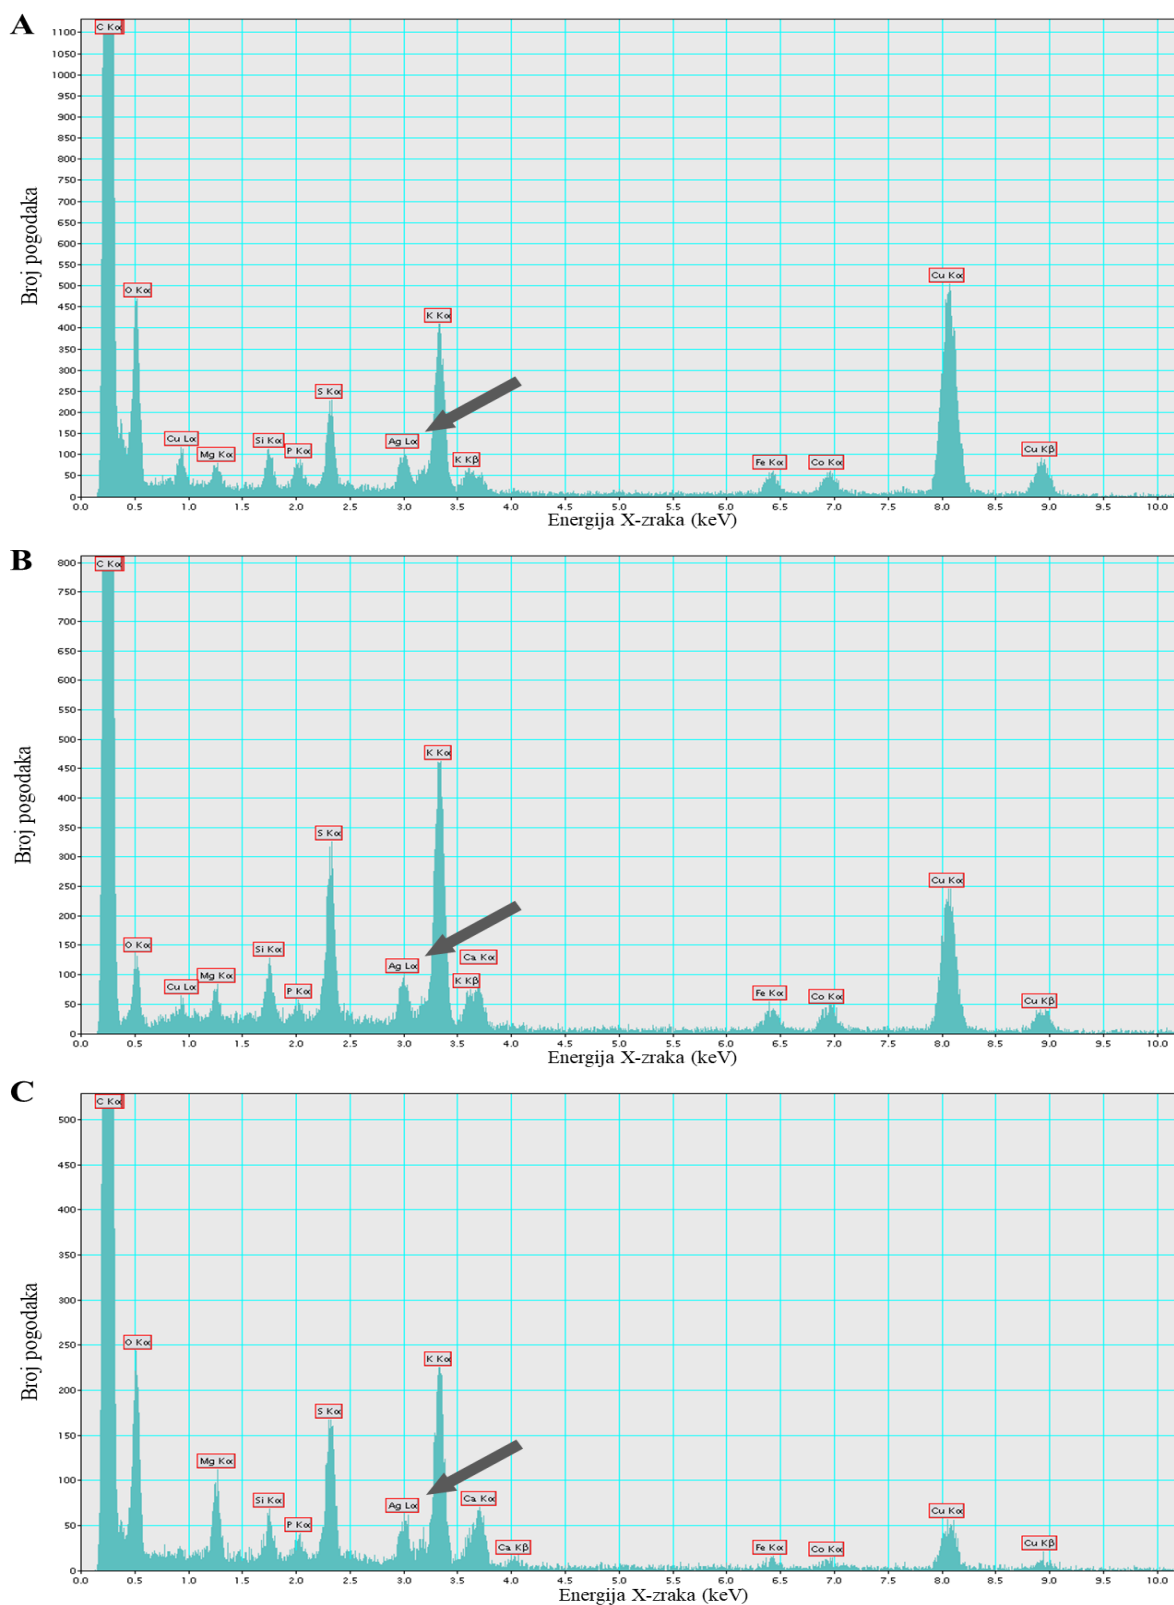 A
C Kα
1100
1050
1000
950
900
850
800
750
700
650
600
550
500
450
400
350
300
250
200
150
100
50
0
Broj pogodaka
O Kα
Cu Lα
Mg Kα
Si Kα
P Kα
S Kα
Ag Lα
K Kα
K Kβ
Fe Kα
Co Kα
Cu Kα
Cu Kβ
0.0 0.5 1.0 1.5 2.0 2.5 3.0 3.5 4.0 4.5 5.0 5.5 6.0 6.5 7.0 7.5 8.0 8.5 9.0 9.5 10.0
Energija X-zraka (keV)
B
C Kα
800
750
700
650
600
550
500
450
400
350
300
250
200
150
100
50
0
Broj pogodaka
O Kα
Cu Lα
Mg Kα
Si Kα
P Kα
S Kα
Ag Lα
K Kα
Ca Kα
K Kβ
Fe Kα
Co Kα
Cu Kα
Cu Kβ
0.0 0.5 1.0 1.5 2.0 2.5 3.0 3.5 4.0 4.5 5.0 5.5 6.0 6.5 7.0 7.5 8.0 8.5 9.0 9.5 10.0
Energija X-zraka (keV)
C
C Kα
500
450
400
350
300
250
200
150
100
50
0
Broj pogodaka
O Kα
Mg Kα
Si Kα
P Kα
S Kα
Ag Lα
K Kα
Ca Kα
Ca Kβ
Fe Kα
Co Kα
Cu Kα
Cu Kβ
0.0 0.5 1.0 1.5 2.0 2.5 3.0 3.5 4.0 4.5 5.0 5.5 6.0 6.5 7.0 7.5 8.0 8.5 9.0 9.5 10.0
Energija X-zraka (keV)